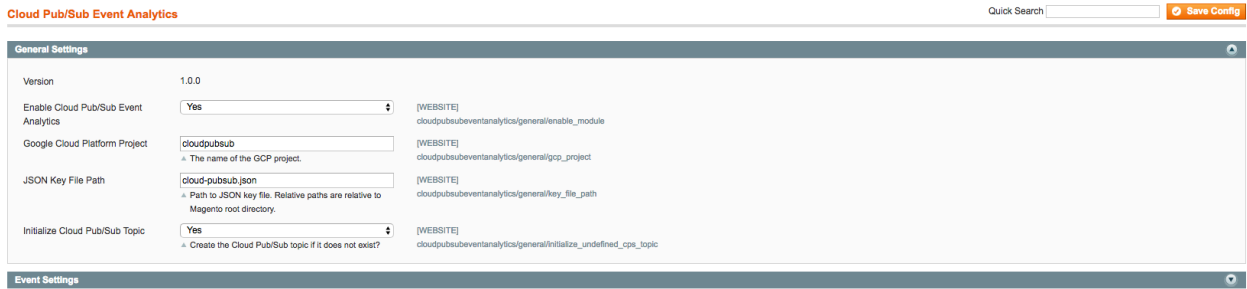 Cloud Pub/Sub Event Analytics
Quick Search
Save Config
General Settings
Version
1.0.0
Enable Cloud Pub/Sub Event
Analytics
Yes
[WEBSITE]
cloudpubsubeventanalytics/general/enable_module
Google Cloud Platform Project
cloudpubsub
The name of the GCP project.
[WEBSITE]
cloudpubsubeventanalytics/general/gcp_project
JSON Key File Path
cloud-pubsub.json
Path to JSON key file. Relative paths are relative to
Magento root directory.
[WEBSITE]
cloudpubsubeventanalytics/general/key_file_path
Initialize Cloud Pub/Sub Topic
Yes
Create the Cloud Pub/Sub topic if it does not exist?
[WEBSITE]
cloudpubsubeventanalytics/general/initialize_undefined_cps_topic
Event Settings